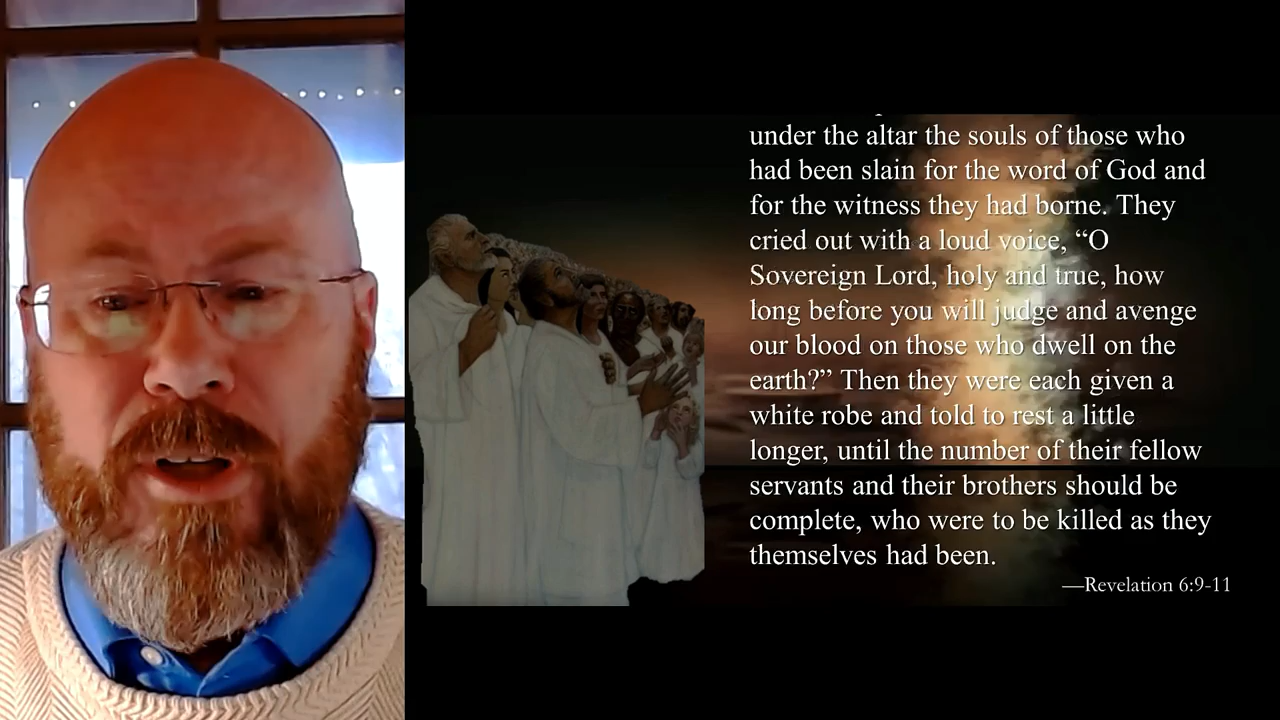 under the altar the souls of those who
had been slain for the word of God and
for the witness they had borne. They
cried out with a loud voice, “O
Sovereign Lord, holy and true, how
long before you will judge and avenge
our blood on those who dwell on the
earth?” Then they were each given a
white robe and told to rest a little
longer, until the number of their fellow
servants and their brothers should be
complete, who were to be killed as they
themselves had been.
—Revelation 6:9-11